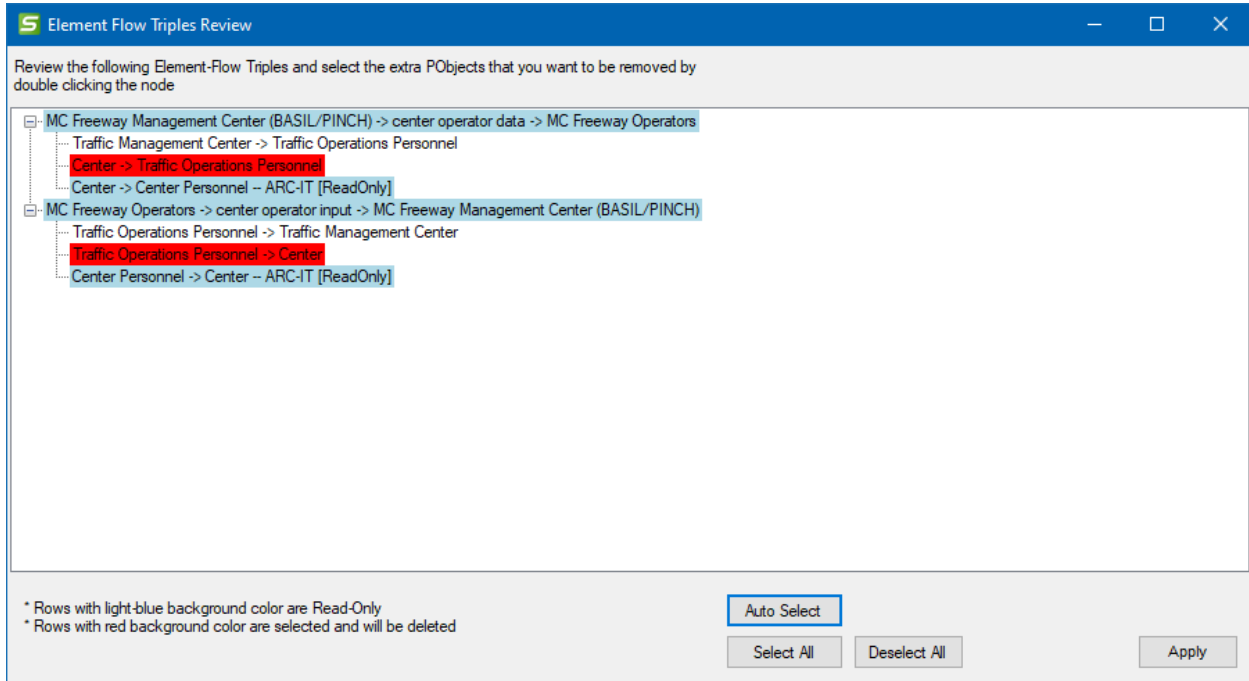 Element Flow Triples Review
Review the following Element-Flow Triples and select the extra PObjects that you want to be removed by
double clicking the node
MC Freeway Management Center (BASIL/PINCH) -> center operator data -> MC Freeway Operators
Traffic Management Center -> Traffic Operations Personnel
Center -> Traffic Operations Personnel
Center -> Center Personnel -- ARC-IT [ReadOnly]
MC Freeway Operators -> center operator input -> MC Freeway Management Center (BASIL/PINCH)
Traffic Operations Personnel -> Traffic Management Center
Traffic Operations Personnel -> Center
Center Personnel -> Center -- ARC-IT [ReadOnly]
* Rows with light-blue background color are Read-Only
* Rows with red background color are selected and will be deleted
Auto Select
Select All
Deselect All
Apply